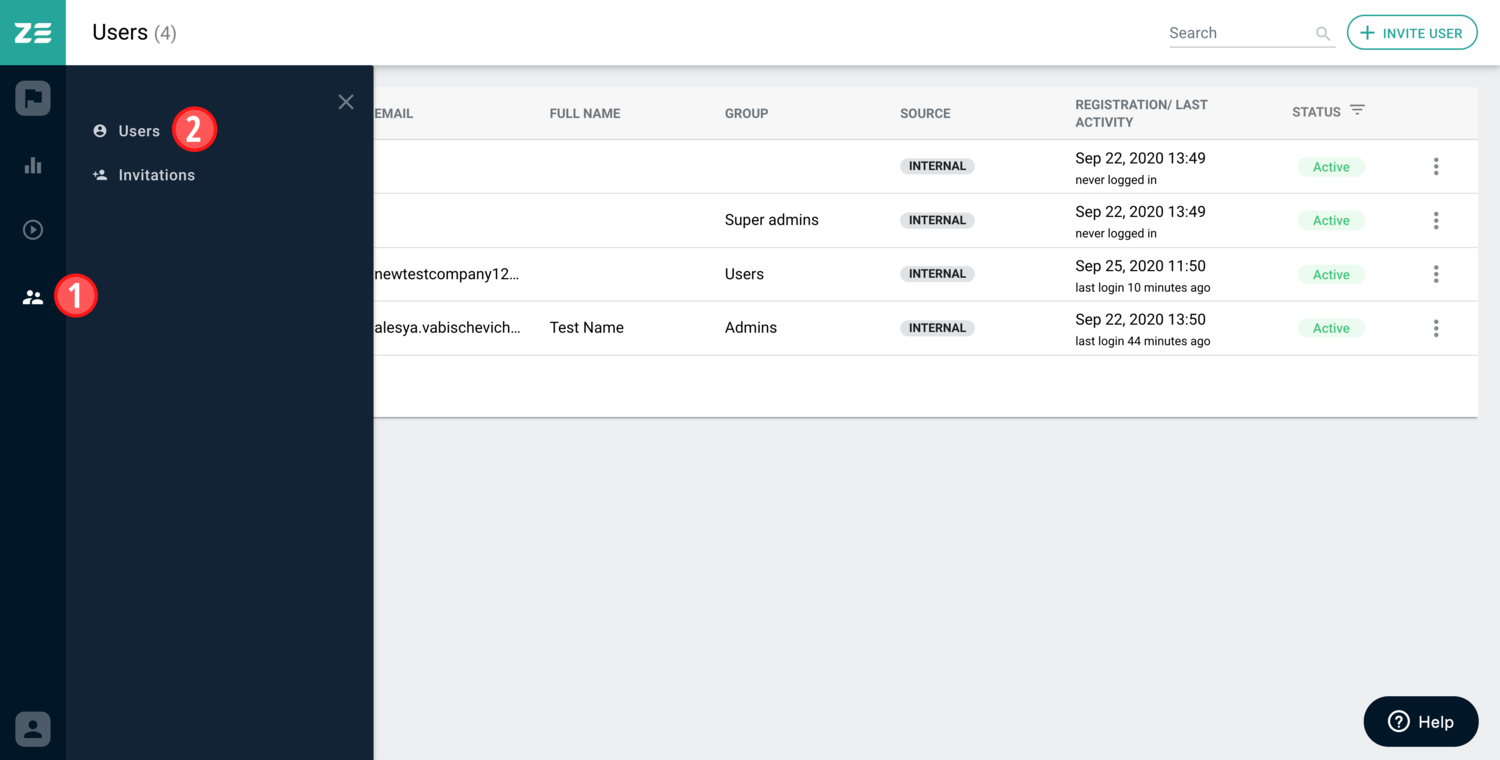 ZE
Users (4)
Search
INVITE USER
Users
2
Invitations
1
EMAIL
FULL NAME
GROUP
SOURCE
REGISTRATION/ LAST
ACTIVITY
STATUS
INTERNAL
Sep 22, 2020 13:49
never logged in
Active
Super admins
INTERNAL
Sep 22, 2020 13:49
never logged in
Active
newtestcompany12...
Users
INTERNAL
Sep 25, 2020 11:50
last login 10 minutes ago
Active
alesya.vabischevich...
Test Name
Admins
INTERNAL
Sep 22, 2020 13:50
last login 44 minutes ago
Active
? Help